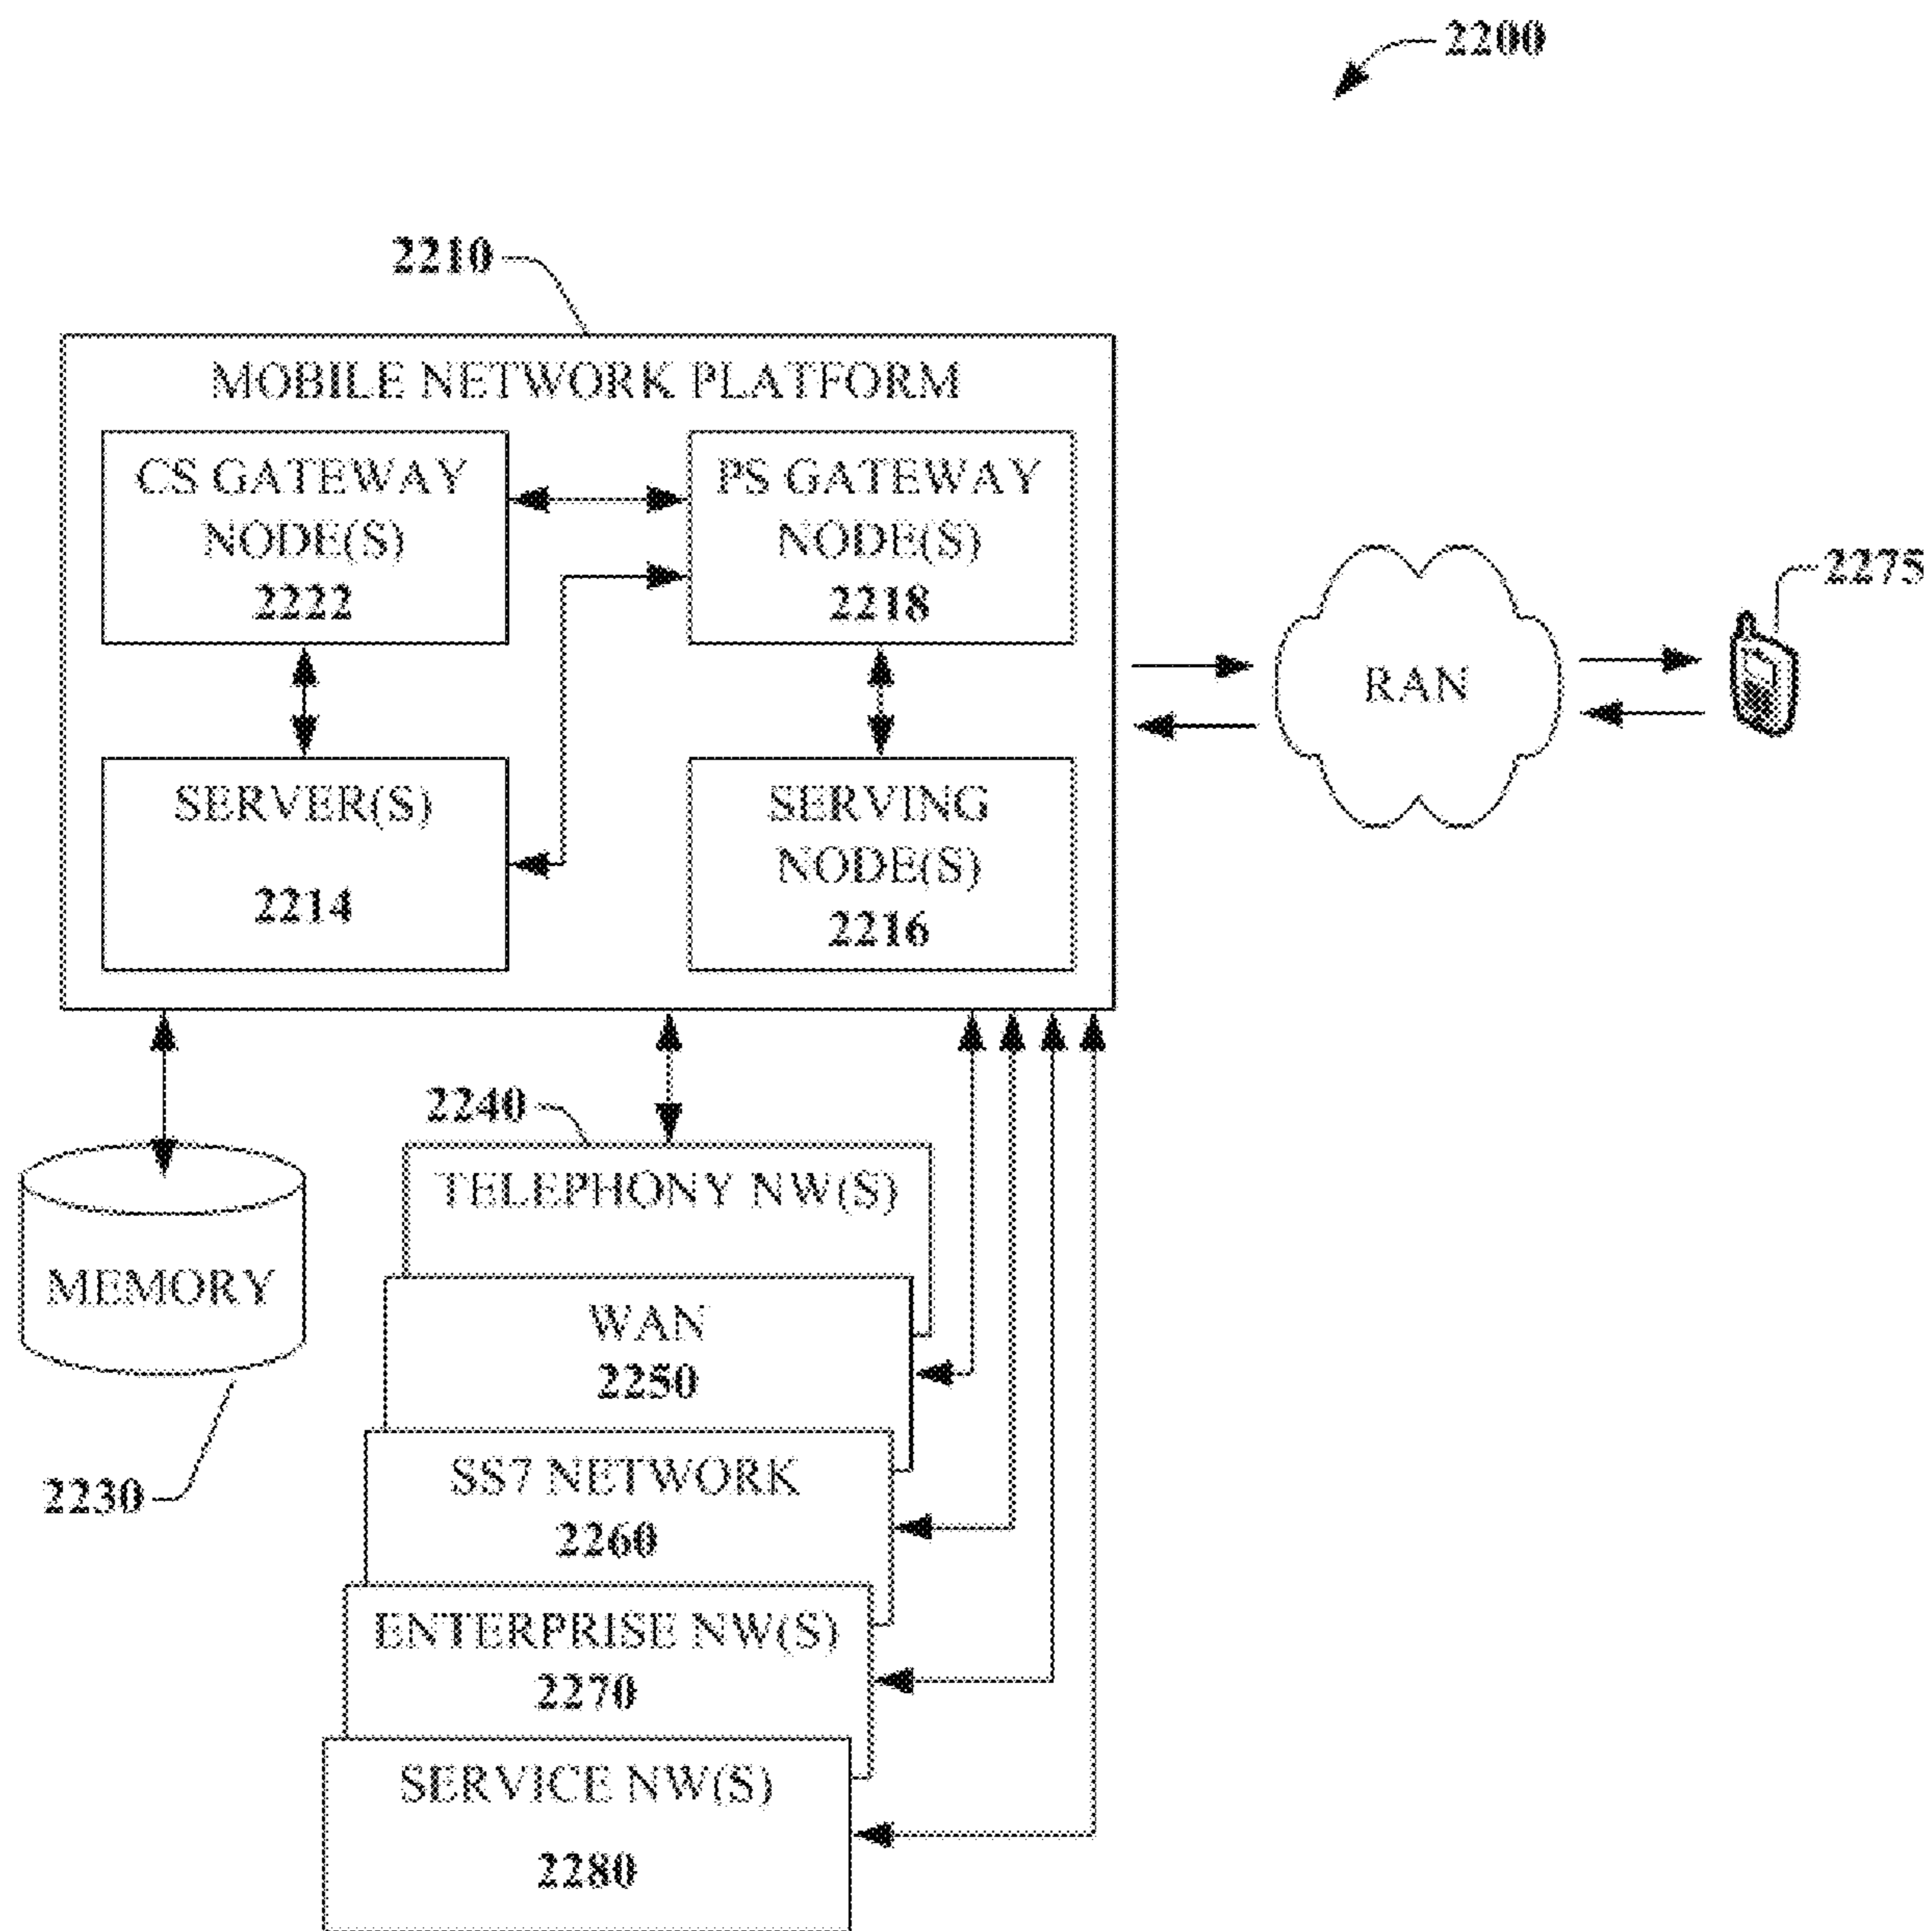 2200
2210
MOBILE NETWORK PLATFORM
CS GATEWAY
NODE(S)
2222
PS GATEWAY
NODE(S)
2218
SERVER(S)
2214
SERVING
NODE(S)
2216
RAN
2275
2240
TELEPHONY NW(S)
MEMORY
2230
WAN
2250
SS7 NETWORK
2260
ENTERPRISE NW(S)
2270
SERVICE NW(S)
2280